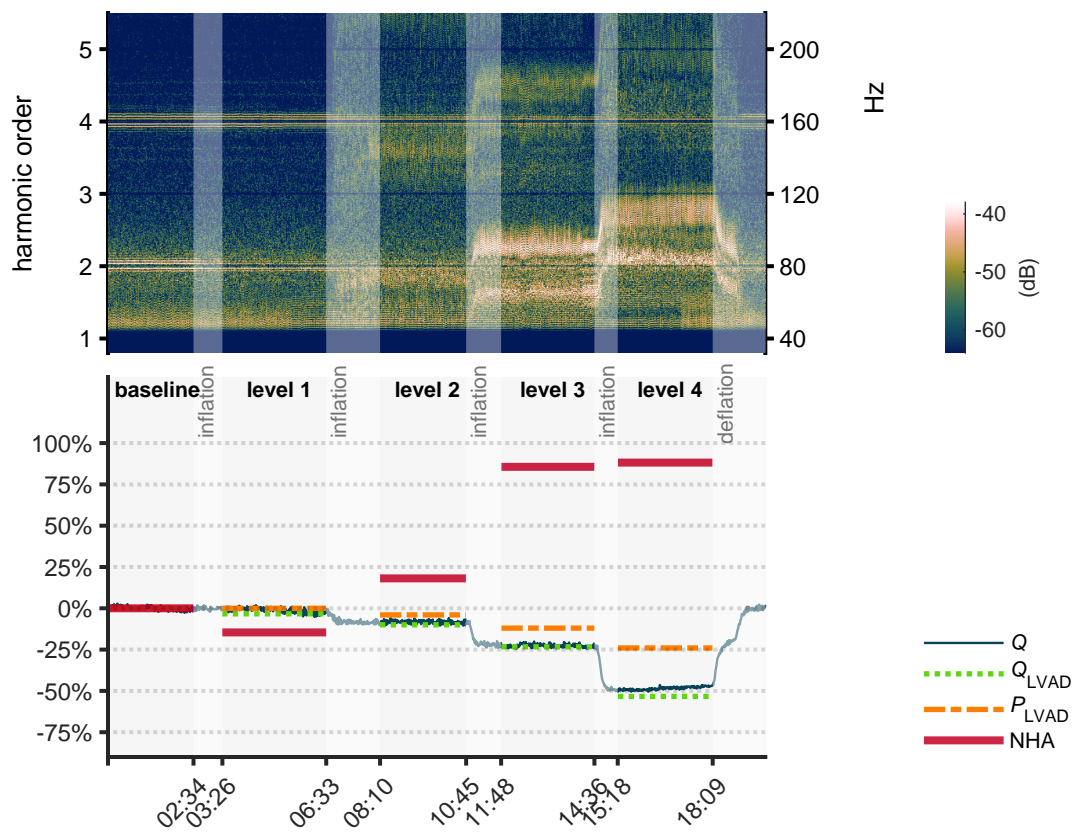 harmonic order
5
4
3
2
1
200
160
120
80
40
Hz
-40
-50
-60
(dB)
baseline
inflation
level 1
inflation
level 2
inflation
level 3
inflation
level 4
deflation
100%
75%
50%
25%
0%
-25%
-50%
-75%
02:34
03:26
06:33
08:10
10:45
11:48
14:36
15:18
18:09
Q
QLVAD
PLVAD
NHA